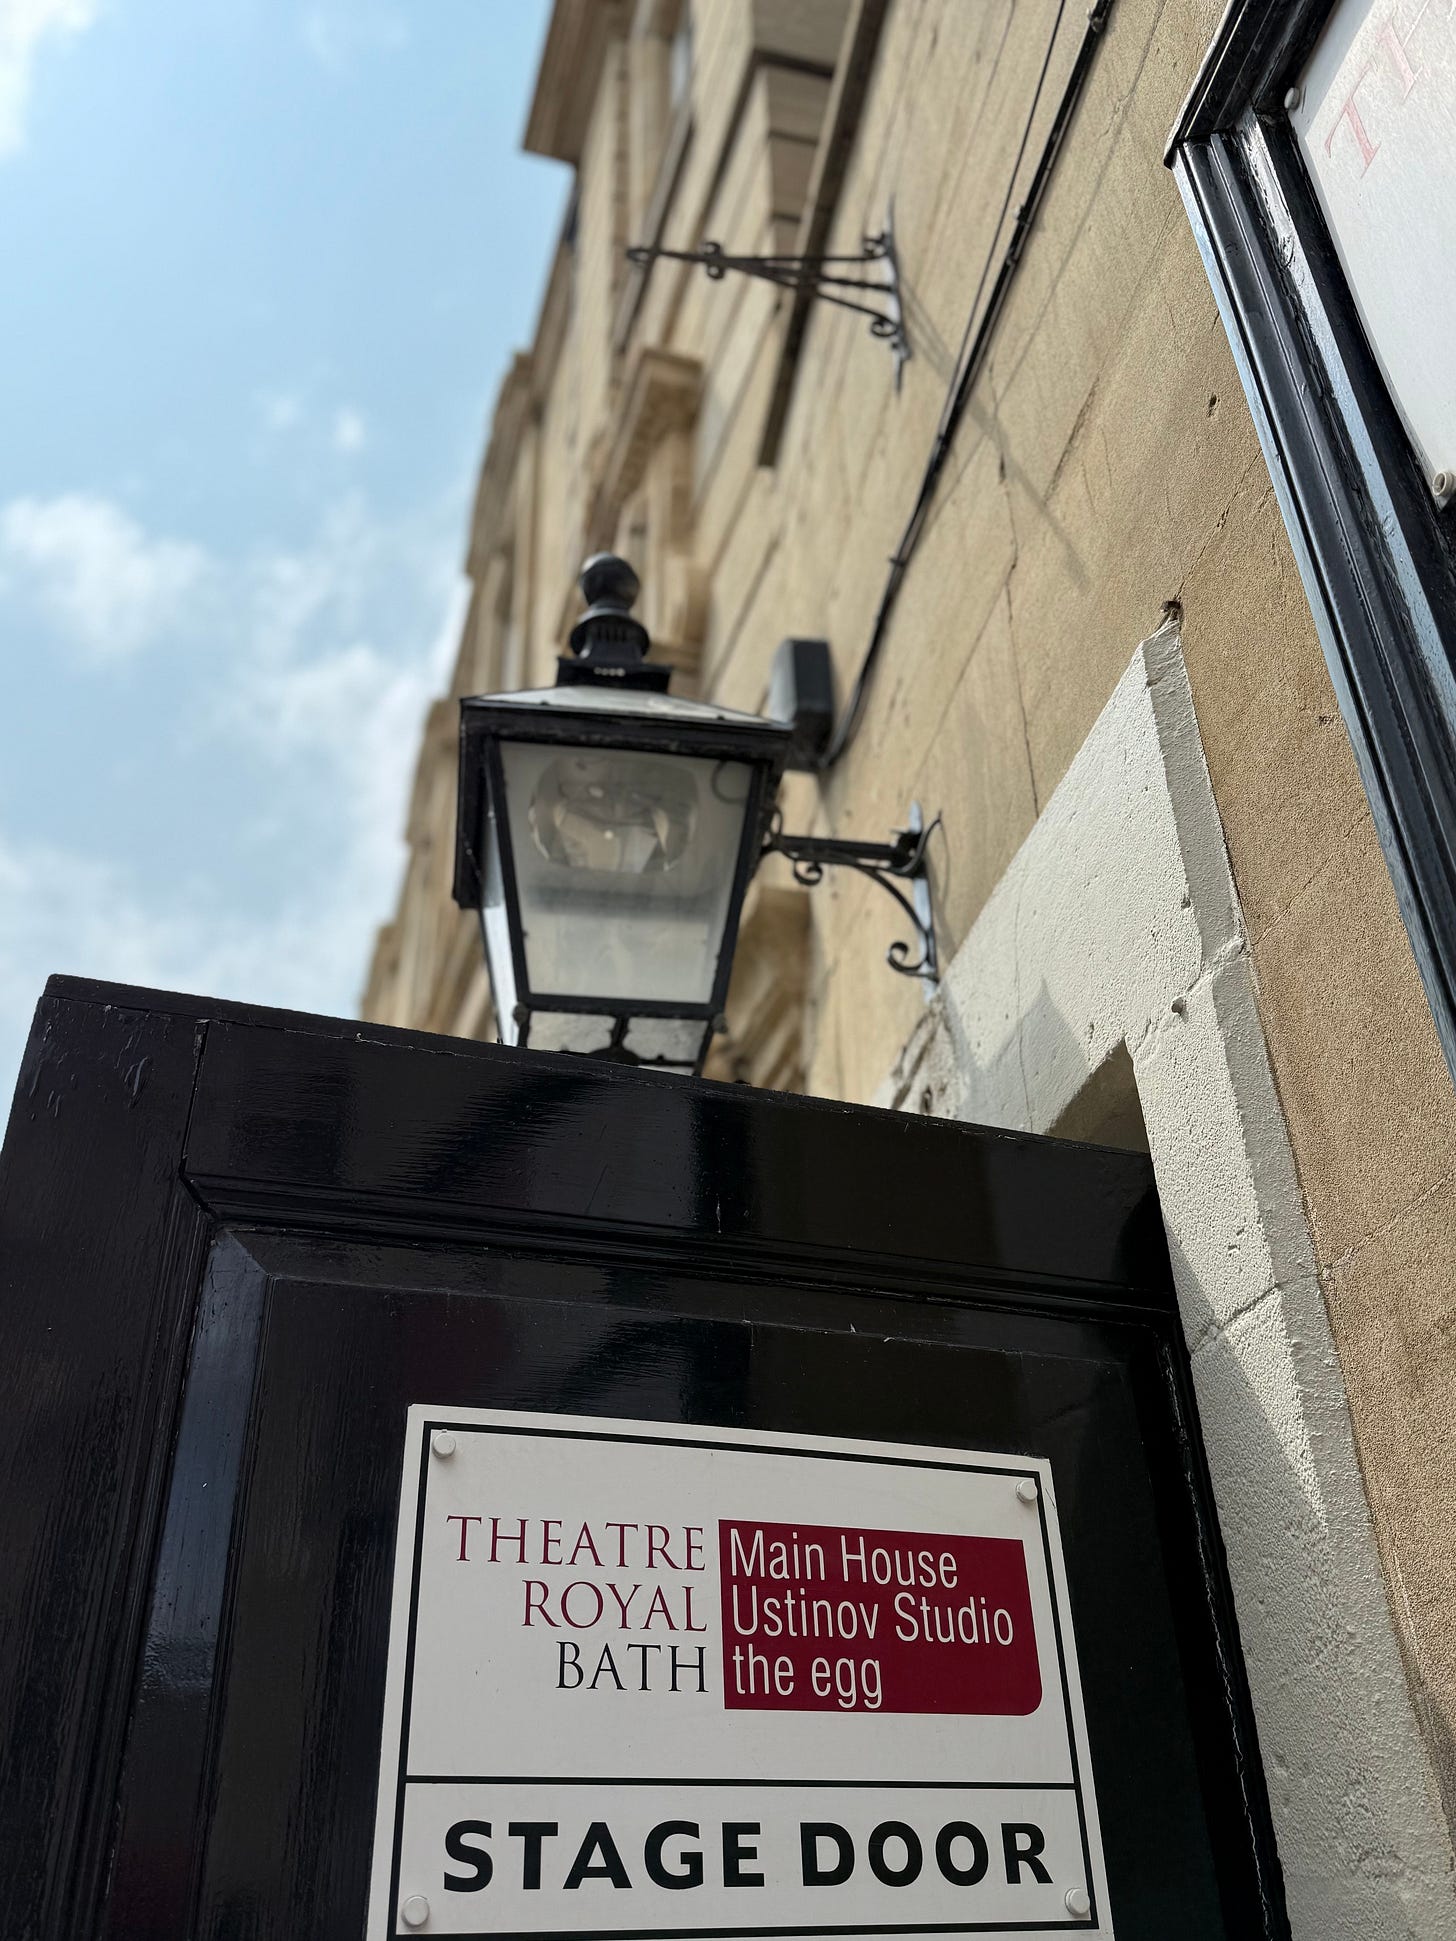 THEATRE
ROYAL
BATH
Main House
Ustinov Studio
the egg
STAGE DOOR